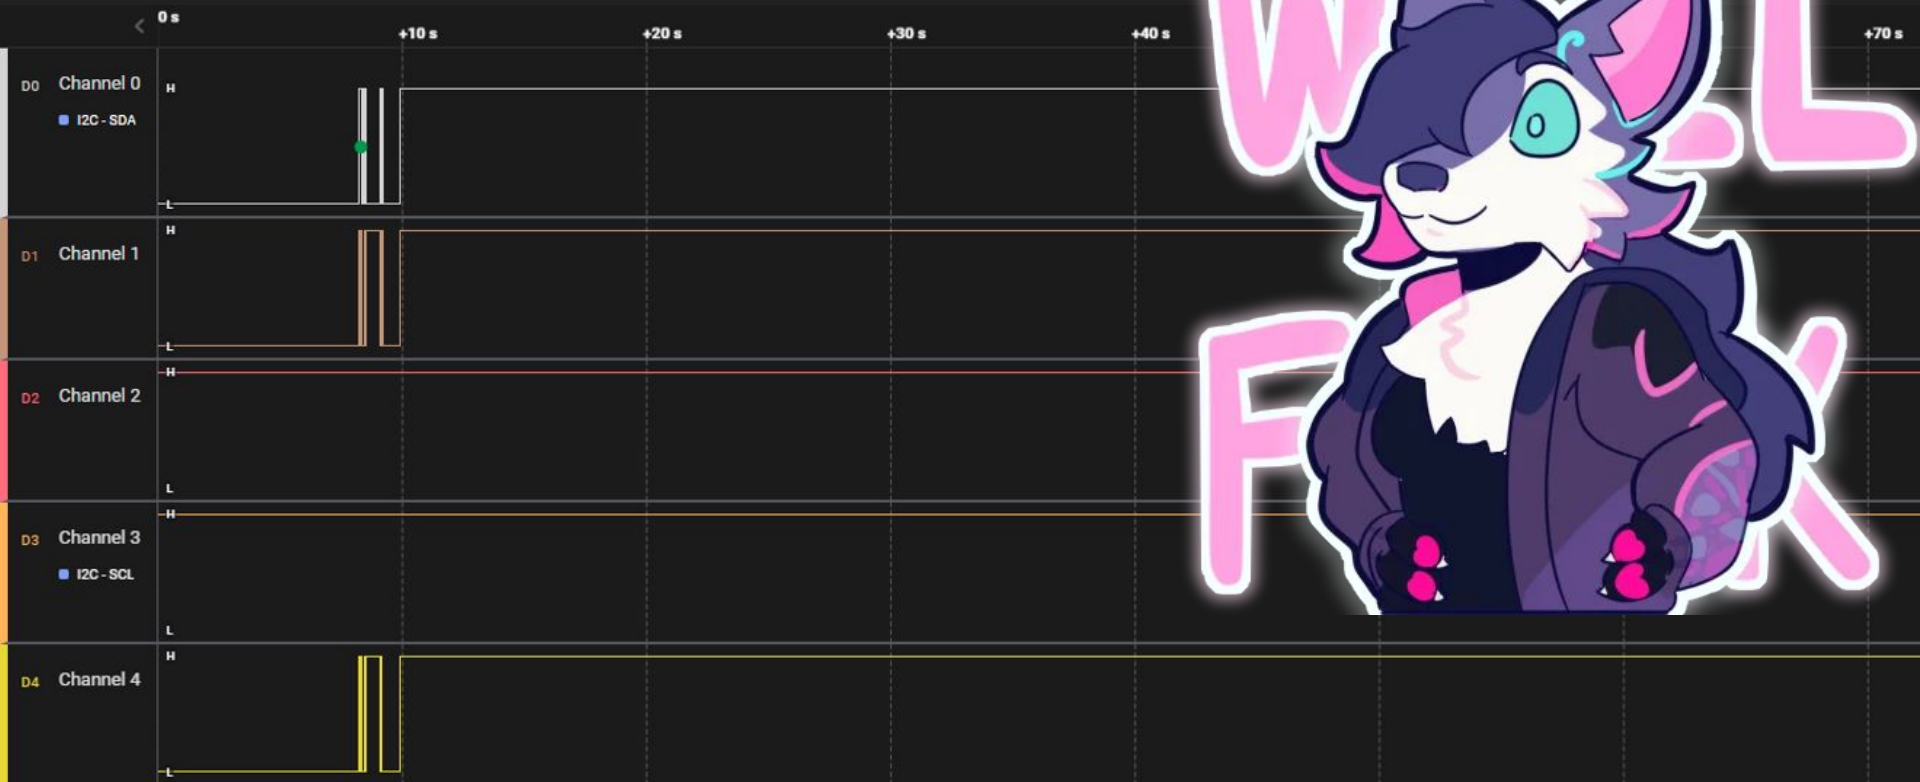 0 s
+10 s
+20 s
+30 s
+40 s
+70 s
D0 Channel 0 H
I2C - SDA
L
D1 Channel 1 H
L
D2 Channel 2 H
L
D3 Channel 3 H
I2C - SCL
L
D4 Channel 4 H
L